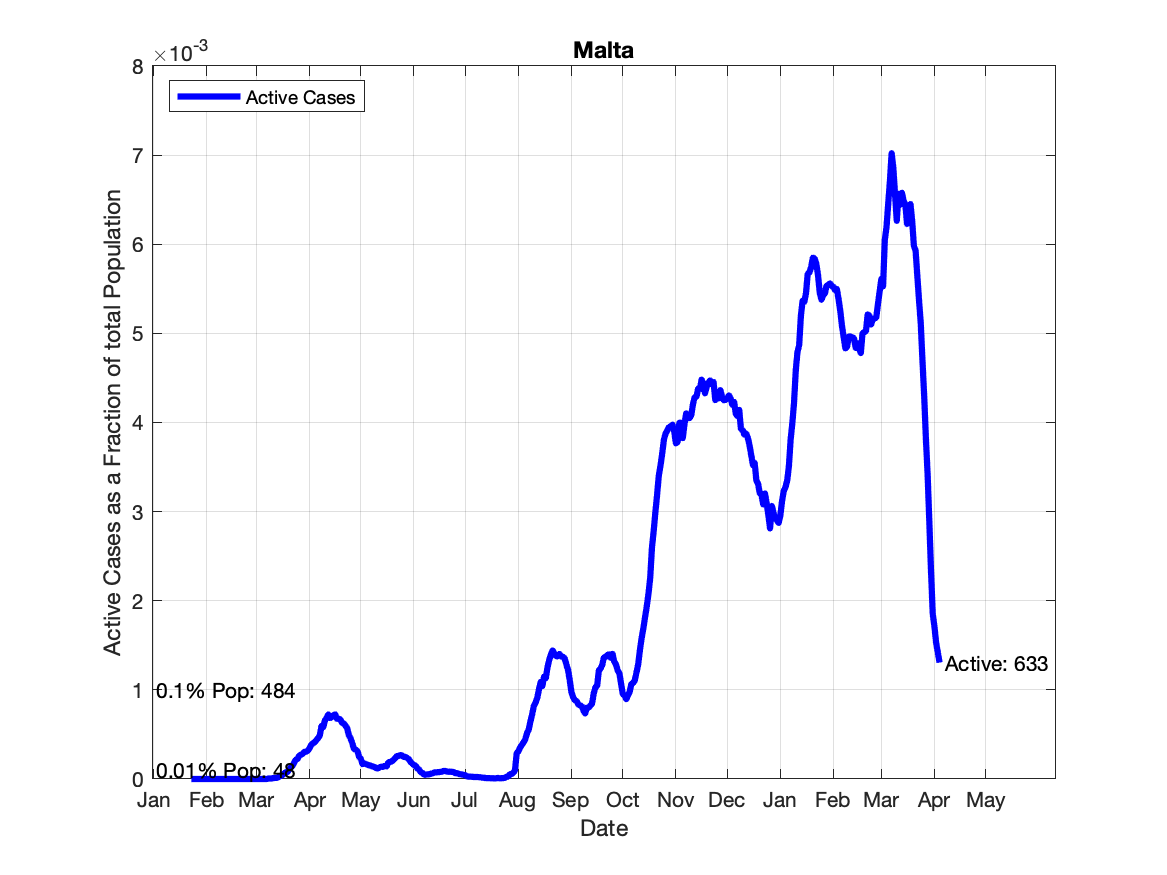 Malta
×10-3
8
Active Cases
7
6
5
4
3
2
1
0
Active Cases as a Fraction of total Population
0.1% Pop: 484
0.01% Pop: 48
Active: 633
Jan Feb Mar Apr May Jun Jul Aug Sep Oct Nov Dec Jan Feb Mar Apr May
Date